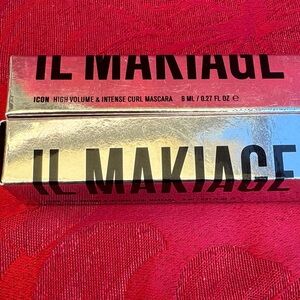 IL MAKIAGE
ICON HIGH VOLUME & INTENSE CURL MASCARA 8 ML / 0.27 FL OZ ℮
IL MAKIAGE